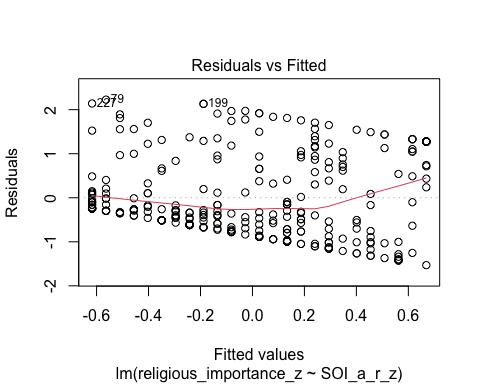 Residuals vs Fitted
Residuals
2
1
0
-1
-2
79
199
-0.6 -0.4 -0.2 0.0 0.2 0.4 0.6
Fitted values
lm(religious_importance_z ~ SOI_a_r_z)